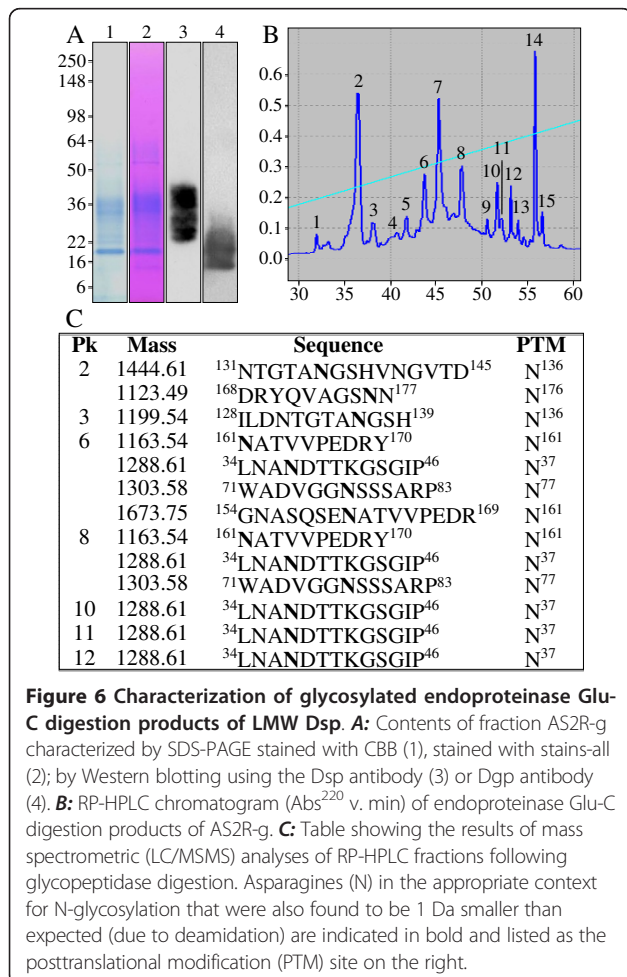 A
1 2 3 4
250
148
98
64
50
36
22
16
6
B
0.6
0.5
0.4
0.3
0.2
0.1
0.0
1 2 3 4 5 6 7 8 9 10 11 12 13 14 15
30 35 40 45 50 55 60
C
Pk Mass Sequence PTM
2 1444.61 ¹³¹NTGTANGSHVNGVTD¹⁴⁵ N¹³⁶
1123.49 ¹⁶⁸DRYQVAGSNN¹⁷⁷ N¹⁷⁶
3 1199.54 ¹²⁸ILDNTGTANGSH¹³⁹ N¹³⁶
6 1163.54 ¹⁶¹NATVVPEDRY¹⁷⁰ N¹⁶¹
1288.61 ³⁴LNANDTTKGSGIP⁴⁶ N³⁷
1303.58 ⁷¹WADVGGNSSSARP⁸³ N⁷⁷
1673.75 ¹⁵⁴GNASQSENATVVPEDR¹⁶⁹ N¹⁶¹
8 1163.54 ¹⁶¹NATVVPEDRY¹⁷⁰ N¹⁶¹
1288.61 ³⁴LNANDTTKGSGIP⁴⁶ N³⁷
1303.58 ⁷¹WADVGGNSSSARP⁸³ N⁷⁷
10 1288.61 ³⁴LNANDTTKGSGIP⁴⁶ N³⁷
11 1288.61 ³⁴LNANDTTKGSGIP⁴⁶ N³⁷
12 1288.61 ³⁴LNANDTTKGSGIP⁴⁶ N³⁷
Figure 6 Characterization of glycosylated endoproteinase Glu-
C digestion products of LMW Dsp. A: Contents of fraction AS2R-g
characterized by SDS-PAGE stained with CBB (1), stained with stains-all
(2); by Western blotting using the Dsp antibody (3) or Dgp antibody
(4). B: RP-HPLC chromatogram (Abs²²⁰ v. min) of endoproteinase Glu-C
digestion products of AS2R-g. C: Table showing the results of mass
spectrometric (LC/MSMS) analyses of RP-HPLC fractions following
glycopeptidase digestion. Asparagines (N) in the appropriate context
for N-glycosylation that were also found to be 1 Da smaller than
expected (due to deamidation) are indicated in bold and listed as the
posttranslational modification (PTM) site on the right.